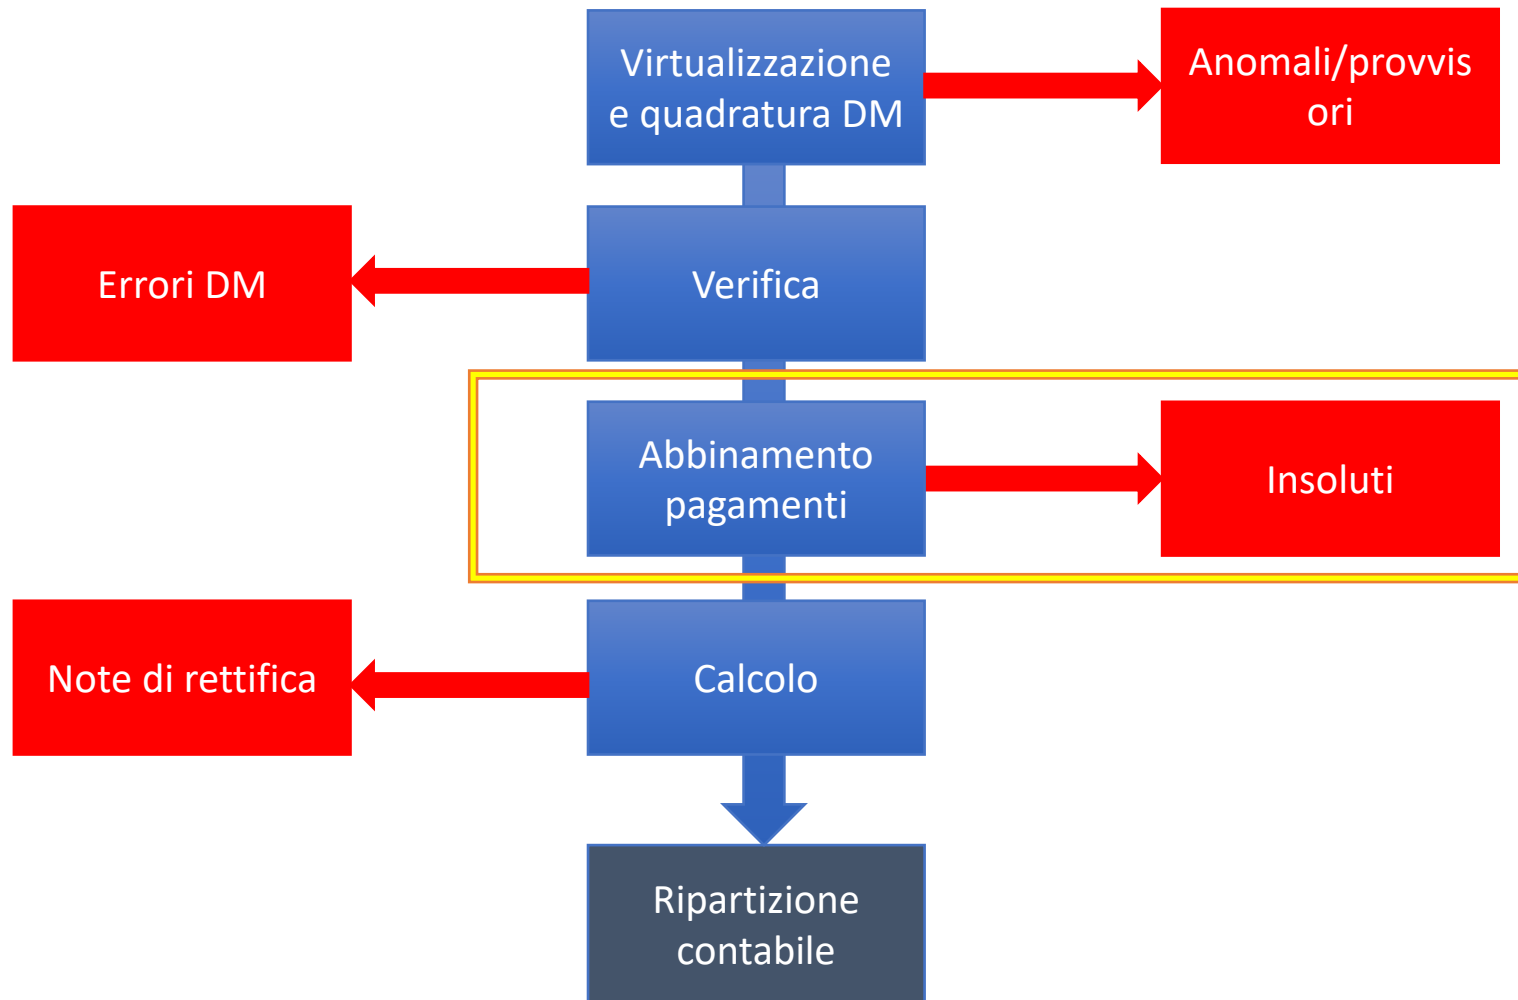 Virtualizzazione
e quadratura DM
Anomali/provvis
ori
Errori DM
Verifica
Abbinamento
pagamenti
Insoluti
Note di rettifica
Calcolo
Ripartizione
contabile